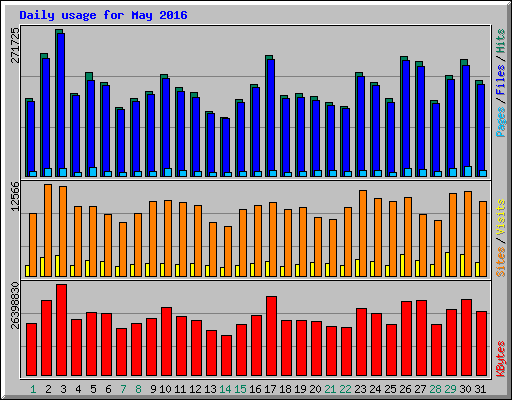 Daily usage for May 2016
271725
Pages / Files / Hits
12566
Sites / Visits
26398830
KBytes
1 2 3 4 5 6 7 8 9 10 11 12 13 14 15 16 17 18 19 20 21 22 23 24 25 26 27 28 29 30 31